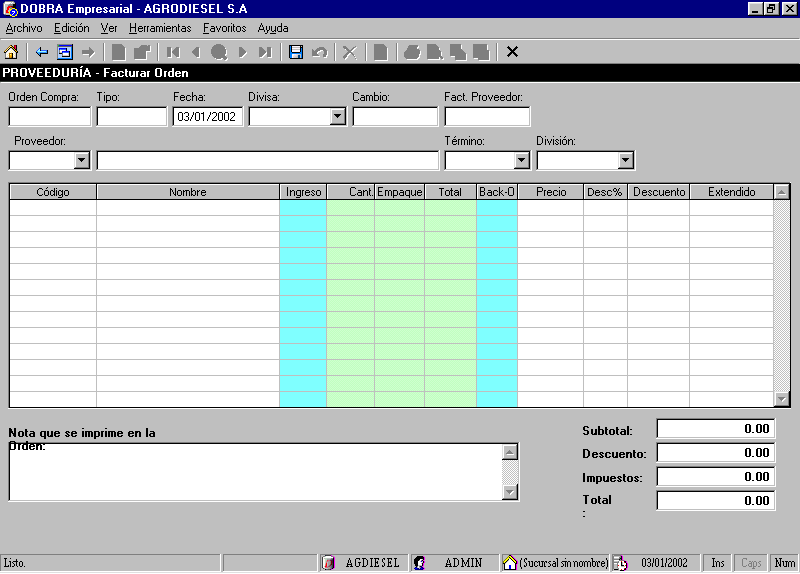 DOBRA Empresarial - AGRODIESEL S.A
Archivo Edición Ver Herramientas Favoritos Ayuda
PROVEEDURÍA - Facturar Orden
Orden Compra: Tipo: Fecha: Divisa: Cambio: Fact. Proveedor:
03/01/2002
Proveedor: Término: División:
Código Nombre Ingreso Cant. Empaque Total Back-O Precio Desc% Descuento Extendido
Nota que se imprime en la
Orden:
Subtotal: 0.00
Descuento: 0.00
Impuestos: 0.00
Total
: 0.00
Listo. AGDIESEL ADMIN (Sucursal sin nombre) 03/01/2002 Ins Caps Num